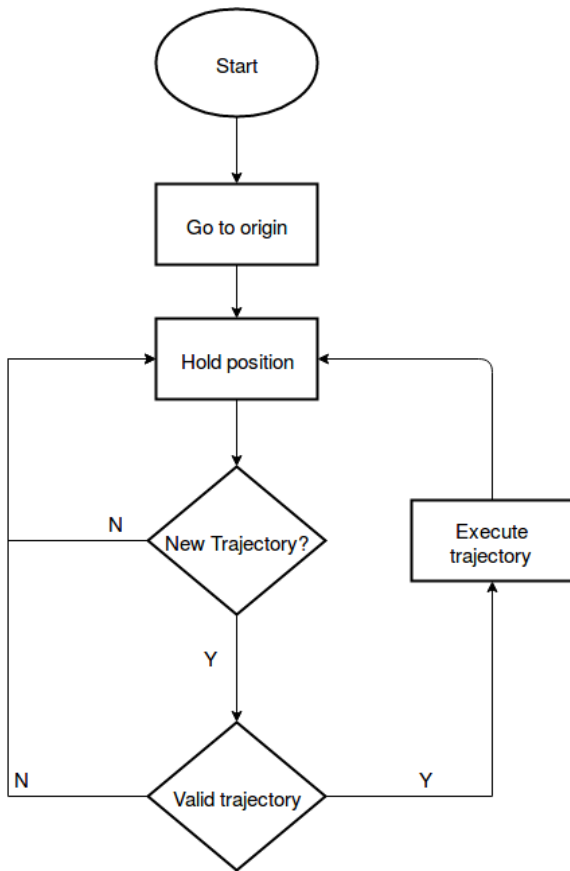 Start
Go to origin
Hold position
N
New Trajectory?
Execute
trajectory
Y
N
Valid trajectory
Y